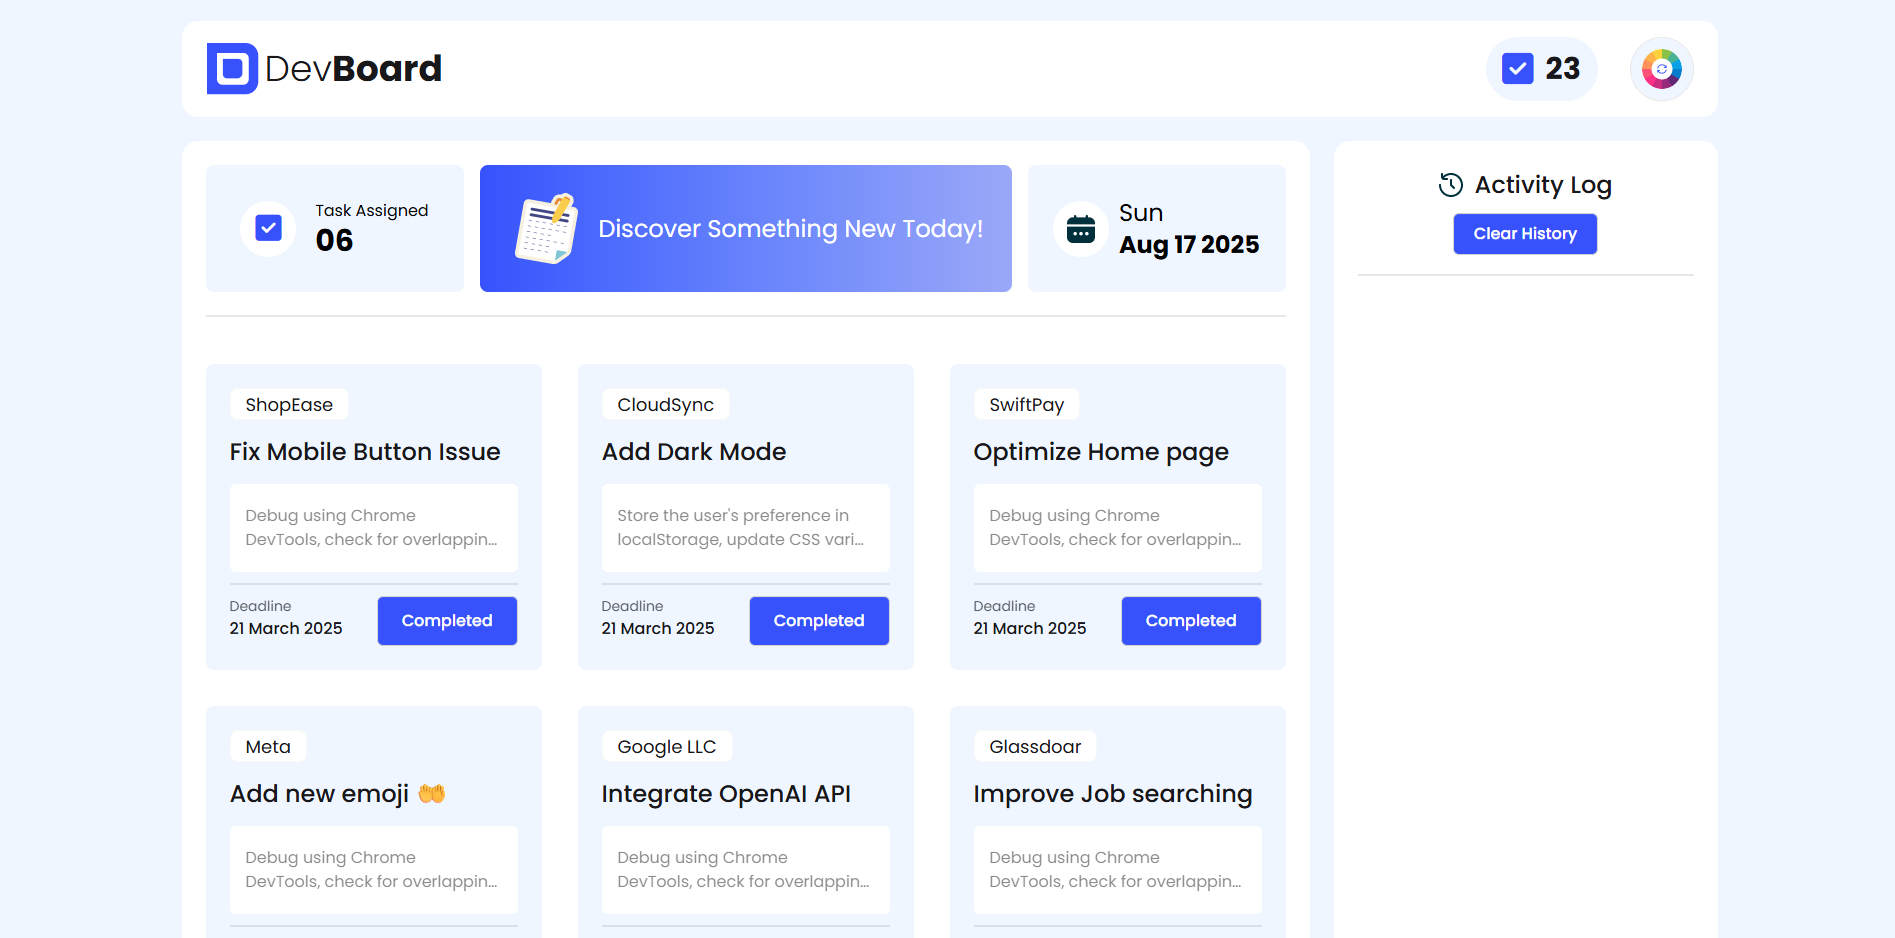 DevBoard
23
Task Assigned
06
Discover Something New Today!
Sun
Aug 17 2025
Activity Log
Clear History
ShopEase
Fix Mobile Button Issue
Debug using Chrome
DevTools, check for overlappin...
Deadline
21 March 2025
Completed
CloudSync
Add Dark Mode
Store the user's preference in
localStorage, update CSS vari...
Deadline
21 March 2025
Completed
SwiftPay
Optimize Home page
Debug using Chrome
DevTools, check for overlappin...
Deadline
21 March 2025
Completed
Meta
Add new emoji 🤲
Debug using Chrome
DevTools, check for overlappin...
Google LLC
Integrate OpenAI API
Debug using Chrome
DevTools, check for overlappin...
Glassdoar
Improve Job searching
Debug using Chrome
DevTools, check for overlappin...